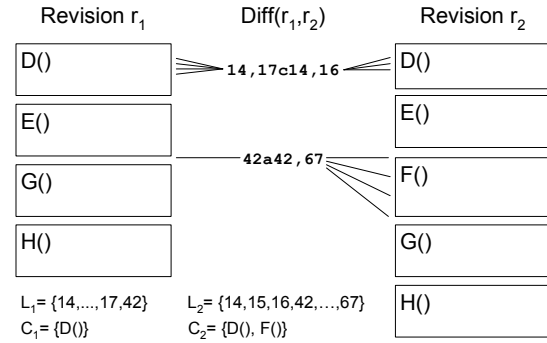 Revision r1 Diff(r1,r2) Revision r2
D() 14,17c14,16 D()
E() E()
42a42,67
G() F()
H() G()
L1= {14,...,17,42} L2= {14,15,16,42,...,67} H()
C1= {D()} C2= {D(), F()}